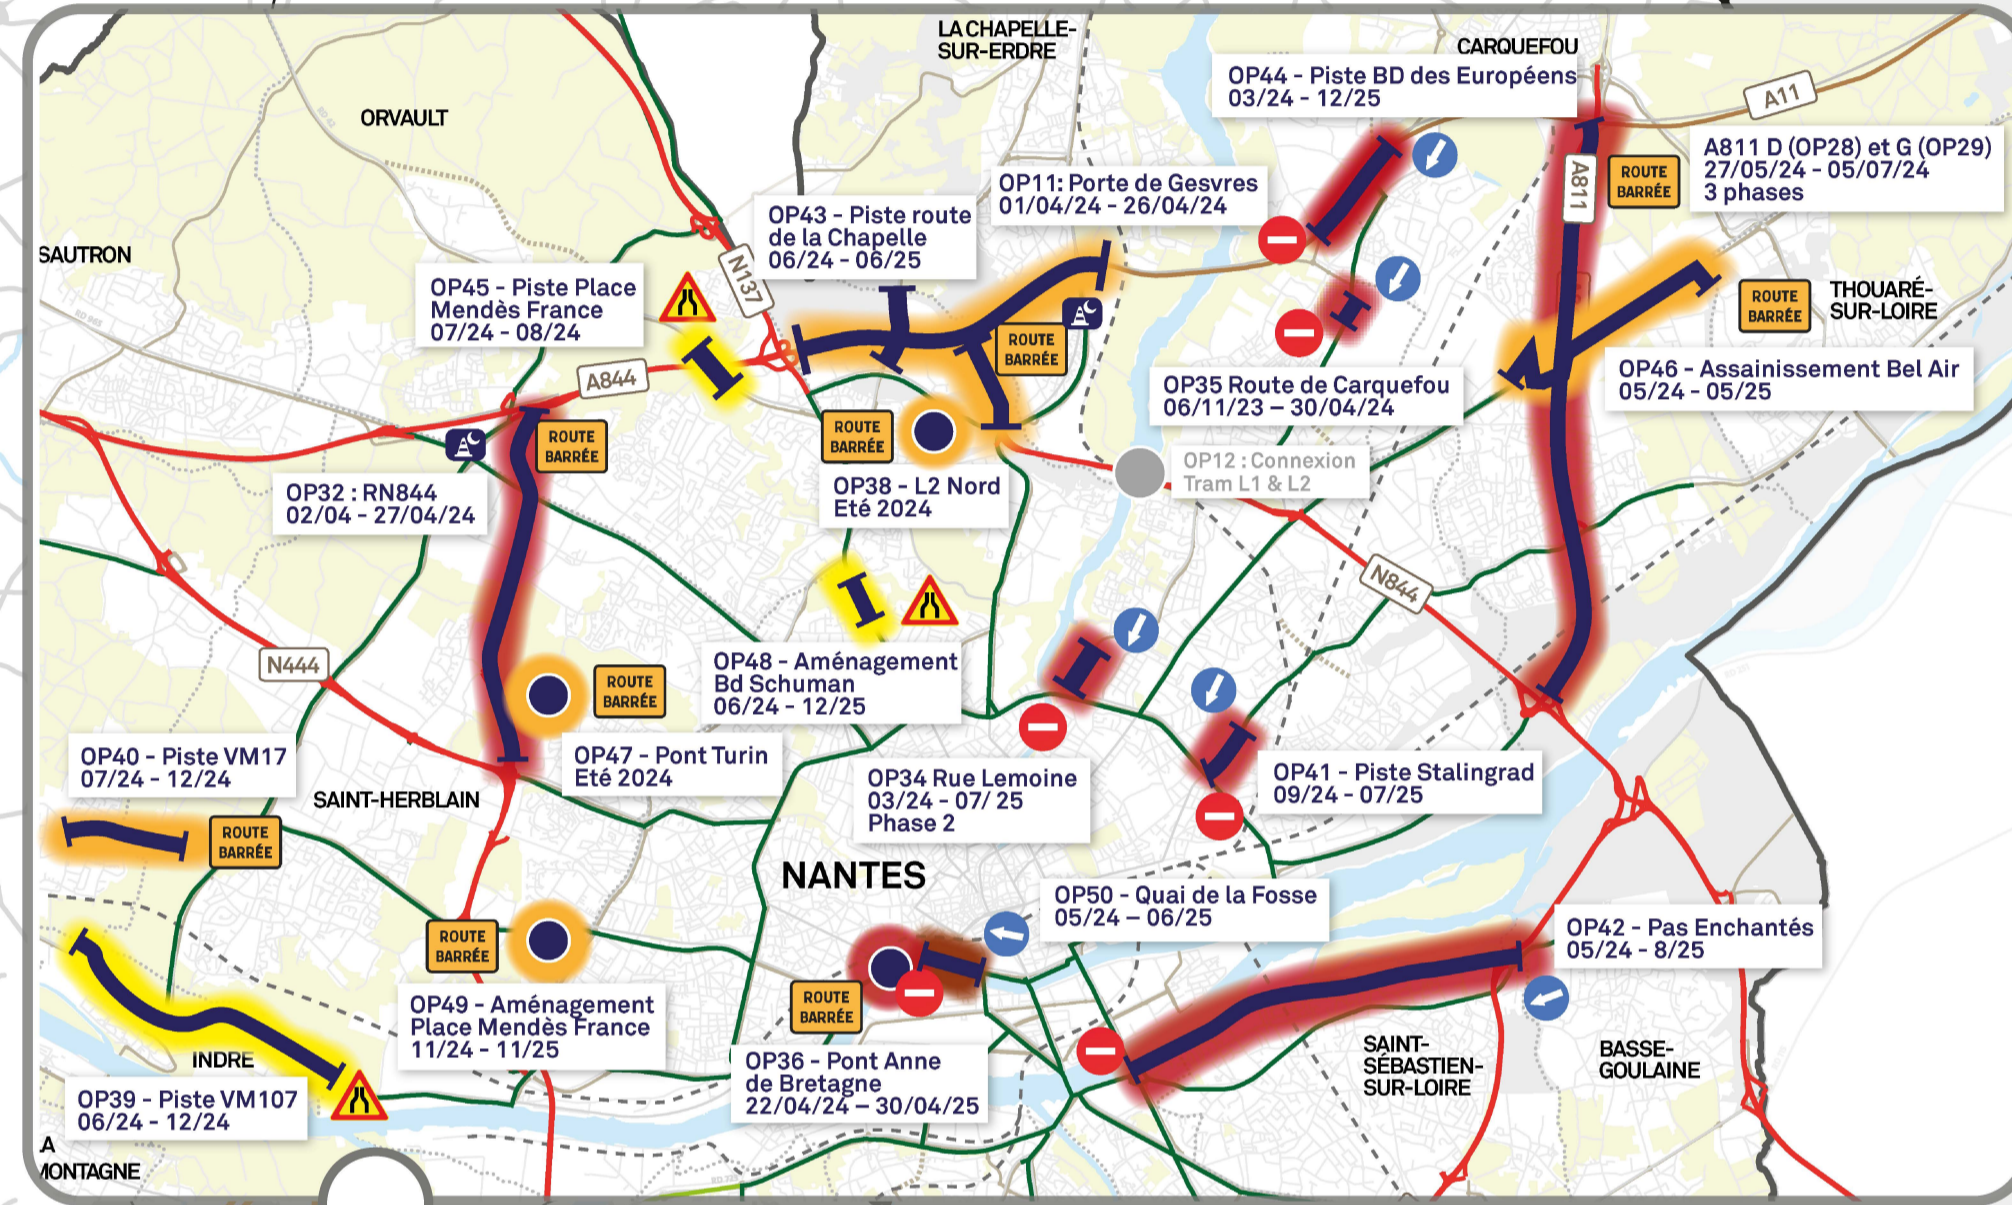 LA CHAPELLE-
SUR-ERDRE
CARQUEFOU
OP44 - Piste BD des Européens
03/24 - 12/25
A11
ORVAULT
RD 42
A811 D (OP28) et G (OP29)
27/05/24 - 05/07/24
3 phases
ROUTE
BARRÉE
A811
OP11: Porte de Gesvres
01/04/24 - 26/04/24
OP43 - Piste route
de la Chapelle
06/24 - 06/25
SAUTRON
N137
OP45 - Piste Place
Mendès France
07/24 - 08/24
RD 965
THOUARÉ-
SUR-LOIRE
ROUTE
BARRÉE
ROUTE
BARRÉE
OP46 - Assainissement Bel Air
05/24 - 05/25
A844
OP35 Route de Carquefou
06/11/23 – 30/04/24
ROUTE
BARRÉE
ROUTE
BARRÉE
OP12 : Connexion
Tram L1 & L2
OP32 : RN844
02/04 - 27/04/24
OP38 - L2 Nord
Eté 2024
N844
N444
OP48 - Aménagement
Bd Schuman
06/24 - 12/25
ROUTE
BARRÉE
OP47 - Pont Turin
Eté 2024
OP40 - Piste VM17
07/24 - 12/24
SAINT-HERBLAIN
OP34 Rue Lemoine
03/24 - 07/ 25
Phase 2
OP41 - Piste Stalingrad
09/24 - 07/25
ROUTE
BARRÉE
NANTES
OP50 - Quai de la Fosse
05/24 – 06/25
OP42 - Pas Enchantés
05/24 - 8/25
ROUTE
BARRÉE
OP49 - Aménagement
Place Mendès France
11/24 - 11/25
ROUTE
BARRÉE
OP36 - Pont Anne
de Bretagne
22/04/24 – 30/04/25
SAINT-
SÉBASTIEN-
SUR-LOIRE
BASSE-
GOULAINE
INDRE
OP39 - Piste VM107
06/24 - 12/24
A
MONTAGNE
RD 723